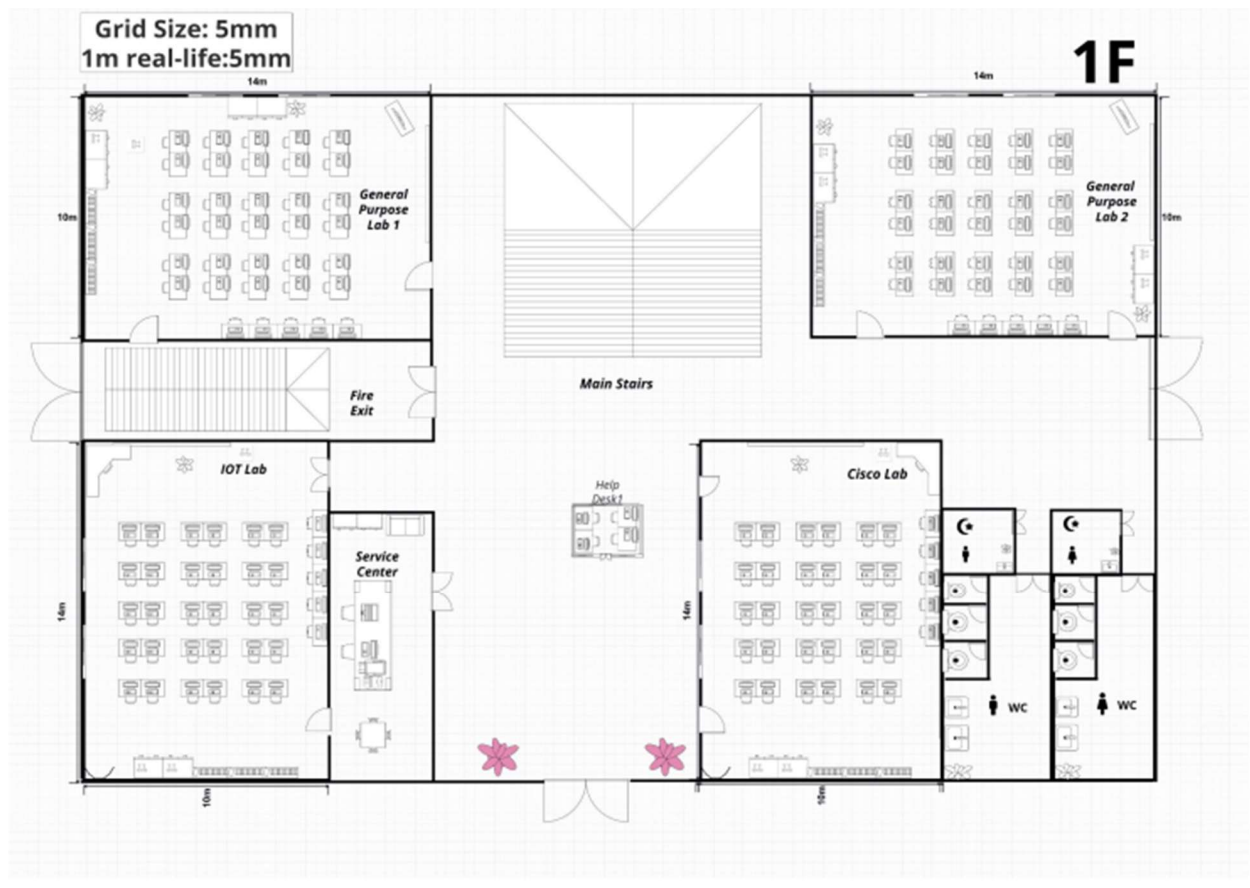 Grid Size: 5mm
1m real-life:5mm
1F
14m
14m
10m
General
Purpose
Lab 1
General
Purpose
Lab 2
10m
Main Stairs
Fire
Exit
IOT Lab
Help
Desk1
Cisco Lab
Service
Center
14m
14m
WC
WC
10m
10m